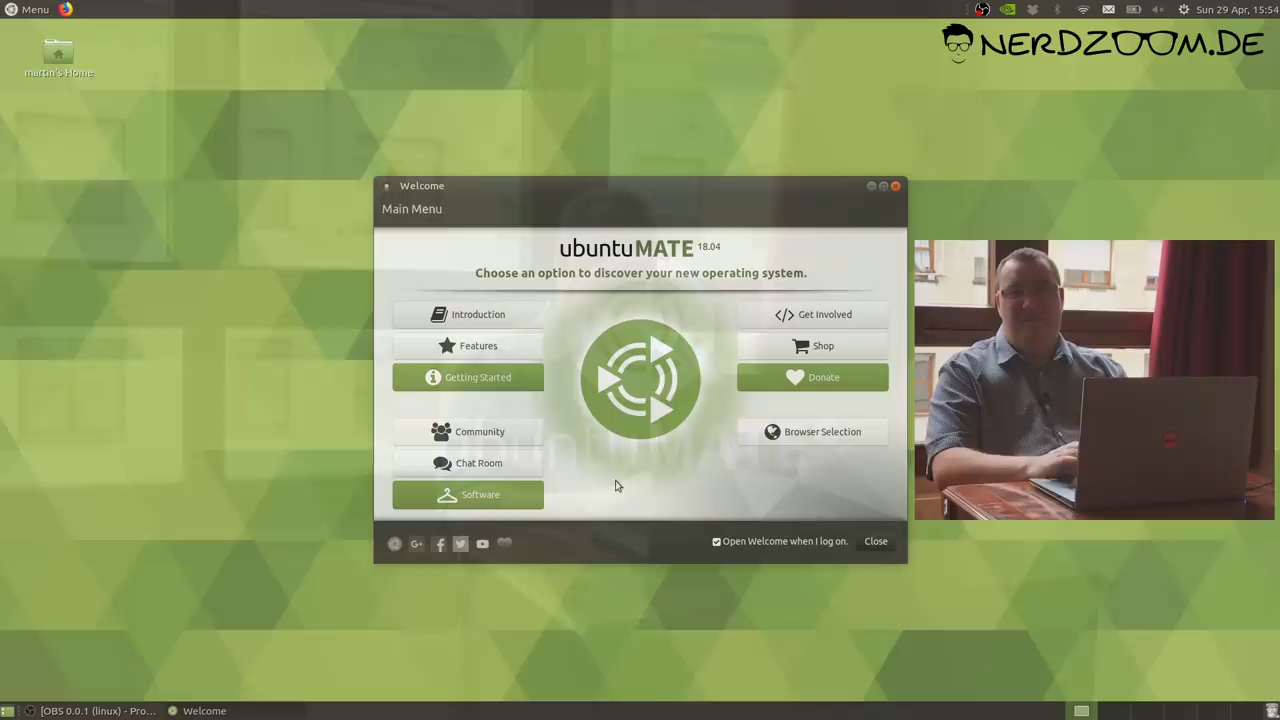 Menu
Sun 29 Apr, 15:54
NERDZOOM.DE
martin's Home
Welcome
Main Menu
ubuntuMATE 18.04
Choose an option to discover your new operating system.
Introduction
Get Involved
Features
Shop
Getting Started
Donate
Community
Browser Selection
Chat Room
Software
Open Welcome when I log on.
Close
[OBS 0.0.1 (linux) - Pro...
Welcome